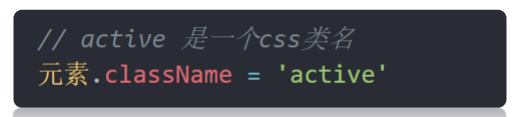 // active 是一个css类名
元素.className = 'active'